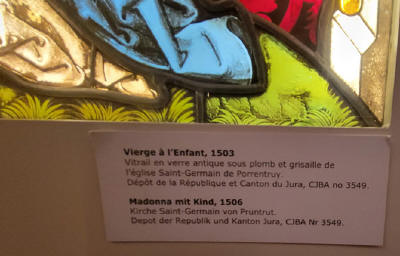 Vierge à l'Enfant, 1503
Vitrail en verre antique sous plomb et grisaille de
l'église Saint-Germain de Porrentruy.
Dépôt de la République et Canton du Jura, CJBA no 3549.
Madonna mit Kind, 1506
Kirche Saint-Germain von Pruntrut.
Depot der Republik und Kanton Jura, CJBA Nr 3549.